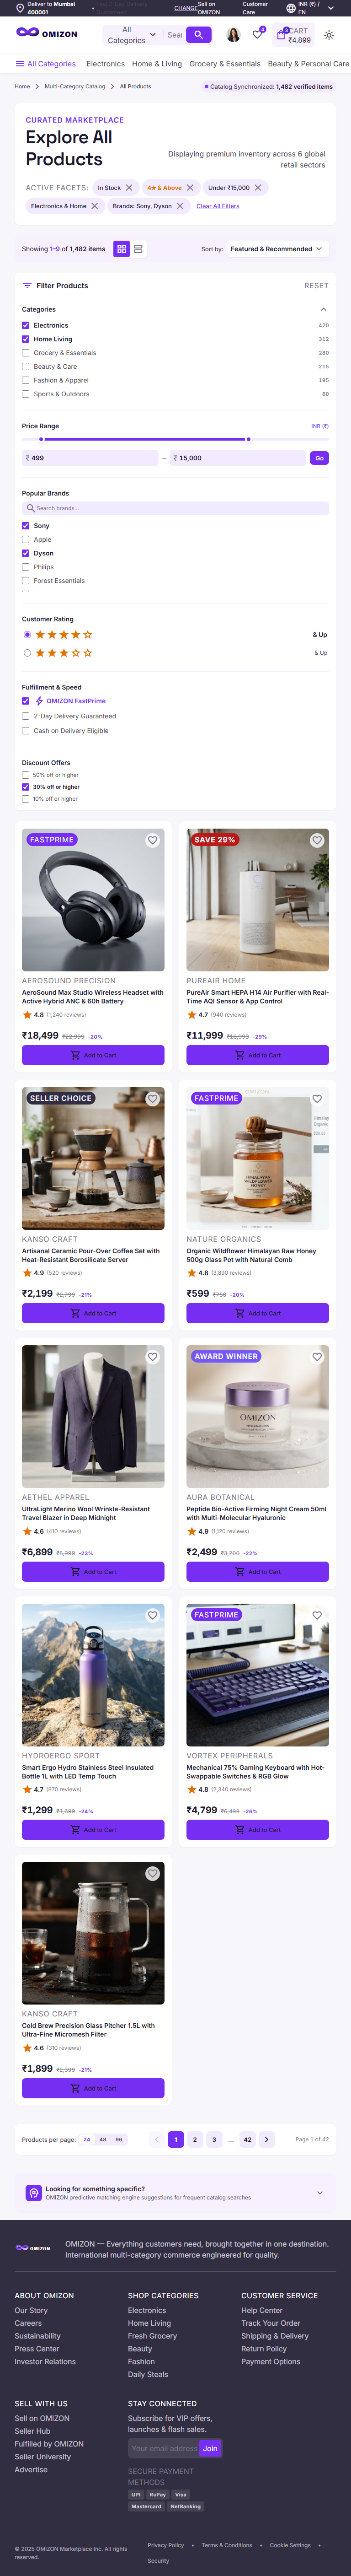 Deliver to Mumbai 400001
•
CHANGE
Sell on OMIZON
Customer Care
INR (₹) / EN
OMIZON
All Categories
Sear
4
3
CART
₹4,899
All Categories
Electronics
Home & Living
Grocery & Essentials
Beauty & Personal Care
Home > Multi-Category Catalog > All Products
Catalog Synchronized: 1,482 verified items
CURATED MARKETPLACE
Explore All Products
Displaying premium inventory across 6 global retail sectors
ACTIVE FACETS:
In Stock
4★ & Above
Under ₹15,000
Electronics & Home
Brands: Sony, Dyson
Clear All Filters
Showing 1–9 of 1,482 items
Sort by:
Featured & Recommended
Filter Products
RESET
Categories
Electronics 420
Home Living 312
Grocery & Essentials 280
Beauty & Care 215
Fashion & Apparel 195
Sports & Outdoors 60
Price Range
INR (₹)
₹ 499
–
₹ 15,000
Go
Popular Brands
Search brands...
Sony
Apple
Dyson
Philips
Forest Essentials
Customer Rating
& Up
& Up
Fulfillment & Speed
OMIZON FastPrime
2-Day Delivery Guaranteed
Cash on Delivery Eligible
Discount Offers
50% off or higher
30% off or higher
10% off or higher
FASTPRIME
AEROSOUND PRECISION
AeroSound Max Studio Wireless Headset with Active Hybrid ANC & 60h Battery
4.8 (1,240 reviews)
₹18,499 ₹22,999 -20%
Add to Cart
SAVE 29%
PUREAIR HOME
PureAir Smart HEPA H14 Air Purifier with Real-Time AQI Sensor & App Control
4.7 (940 reviews)
₹11,999 ₹16,999 -29%
Add to Cart
SELLER CHOICE
KANSO CRAFT
Artisanal Ceramic Pour-Over Coffee Set with Heat-Resistant Borosilicate Server
4.9 (520 reviews)
₹2,199 ₹2,799 -21%
Add to Cart
FASTPRIME
OMIZON
HIMALAYAN WILDFLOWER HONEY
NATURE ORGANICS
Organic Wildflower Himalayan Raw Honey 500g Glass Pot with Natural Comb
4.8 (3,890 reviews)
₹599 ₹750 -20%
Add to Cart
AETHEL APPAREL
UltraLight Merino Wool Wrinkle-Resistant Travel Blazer in Deep Midnight
4.6 (410 reviews)
₹6,899 ₹8,999 -23%
Add to Cart
AWARD WINNER
OMIZON
AURA BOTANICAL
Peptide Bio-Active Firming Night Cream 50ml with Multi-Molecular Hyaluronic
4.9 (1,120 reviews)
₹2,499 ₹3,200 -22%
Add to Cart
HYDROERGO SPORT
Smart Ergo Hydro Stainless Steel Insulated Bottle 1L with LED Temp Touch
4.7 (670 reviews)
₹1,299 ₹1,699 -24%
Add to Cart
FASTPRIME
VORTEX PERIPHERALS
Mechanical 75% Gaming Keyboard with Hot-Swappable Switches & RGB Glow
4.8 (2,340 reviews)
₹4,799 ₹6,499 -26%
Add to Cart
KANSO CRAFT
Cold Brew Precision Glass Pitcher 1.5L with Ultra-Fine Micromesh Filter
4.6 (310 reviews)
₹1,899 ₹2,399 -21%
Add to Cart
Products per page: 24 48 96
1 2 3 ... 42
Page 1 of 42
Looking for something specific?
OMIZON predictive matching engine suggestions for frequent catalog searches
OMIZON
OMIZON — Everything customers need, brought together in one destination. International multi-category commerce engineered for quality.
ABOUT OMIZON
Our Story
Careers
Sustainability
Press Center
Investor Relations
SHOP CATEGORIES
Electronics
Home Living
Fresh Grocery
Beauty
Fashion
Daily Steals
CUSTOMER SERVICE
Help Center
Track Your Order
Shipping & Delivery
Return Policy
Payment Options
SELL WITH US
Sell on OMIZON
Seller Hub
Fulfilled by OMIZON
Seller University
Advertise
STAY CONNECTED
Subscribe for VIP offers, launches & flash sales.
Your email address
Join
SECURE PAYMENT METHODS
UPI
RuPay
Visa
Mastercard
NetBanking
© 2025 OMIZON Marketplace Inc. All rights reserved.
Privacy Policy • Terms & Conditions • Cookie Settings •
Security